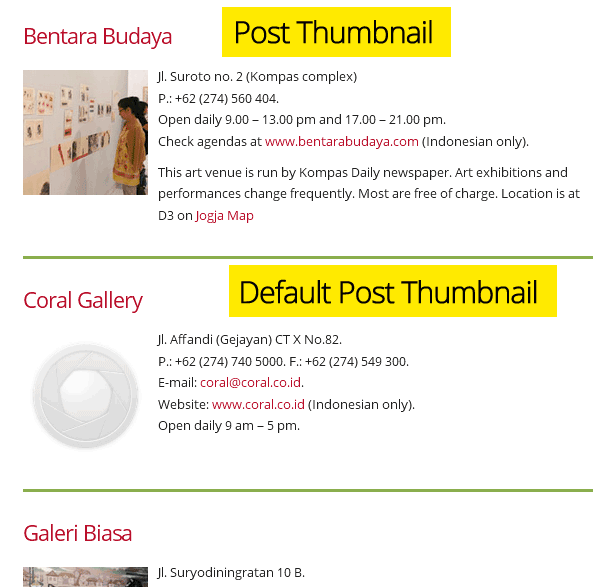 Bentara Budaya
Post Thumbnail
Jl. Suroto no. 2 (Kompas complex)
P.: +62 (274) 560 404.
Open daily 9.00 – 13.00 pm and 17.00 – 21.00 pm.
Check agendas at www.bentarabudaya.com (Indonesian only).
This art venue is run by Kompas Daily newspaper. Art exhibitions and
performances change frequently. Most are free of charge. Location is at
D3 on Jogja Map
Coral Gallery
Default Post Thumbnail
Jl. Affandi (Gejayan) CT X No.82.
P.: +62 (274) 740 5000. F.: +62 (274) 549 300.
E-mail: coral@coral.co.id.
Website: www.coral.co.id (Indonesian only).
Open daily 9 am – 5 pm.
Galeri Biasa
Jl. Suryodiningratan 10 B.